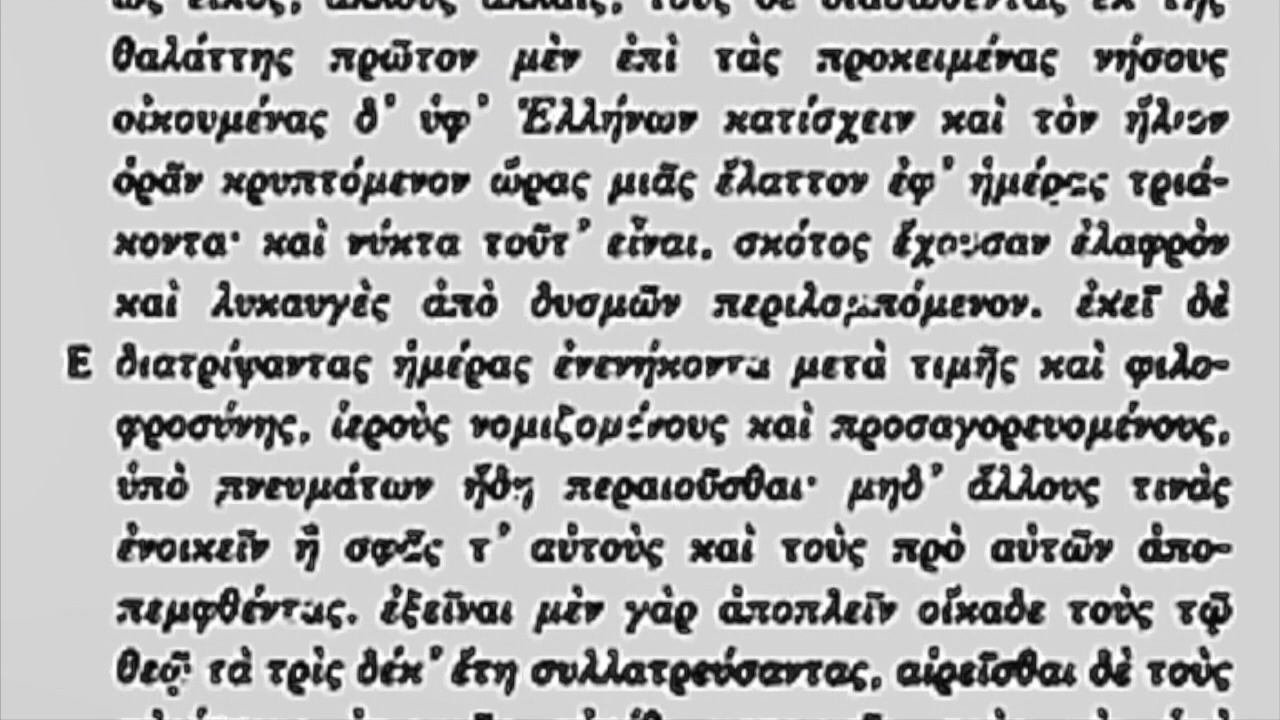 θαλάττης πρῶτον μὲν ἐπὶ τὰς προκειμένας νήσους
οἰκουμένας δ’ ὑφ’ Ἑλλήνων κατίσχειν καὶ τὸν ἥλιον
ὁρᾶν κρυπτόμενον ὥρας μιᾶς ἔλαττον ἐφ’ ἡμέρας τριά-
κοντα· καὶ νύκτα τοῦτ’ εἶναι, σκότος ἔχουσαν ἐλαφρὸν
καὶ λυκαυγὲς ἀπὸ δυσμῶν περιλαμπόμενον. ἐκεῖ δὲ
E διατρίψαντας ἡμέρας ἐνενήκοντα μετὰ τιμῆς καὶ φιλο-
φροσύνης, ἱεροὺς νομιζομένους καὶ προσαγορευομένους,
ὑπὸ πνευμάτων ἤδη περαιοῦσθαι· μηδ’ ἄλλους τινὰς
ἐνοικεῖν ἢ σφᾶς τ’ αὐτοὺς καὶ τοὺς πρὸ αὐτῶν ἀπο-
πεμφθέντας. ἐξεῖναι μὲν γὰρ ἀποπλεῖν οἴκαδε τοὺς τῷ
θεῷ τὰ τρὶς δέκ’ ἔτη συλλατρεύσαντας, αἱρεῖσθαι δὲ τοὺς